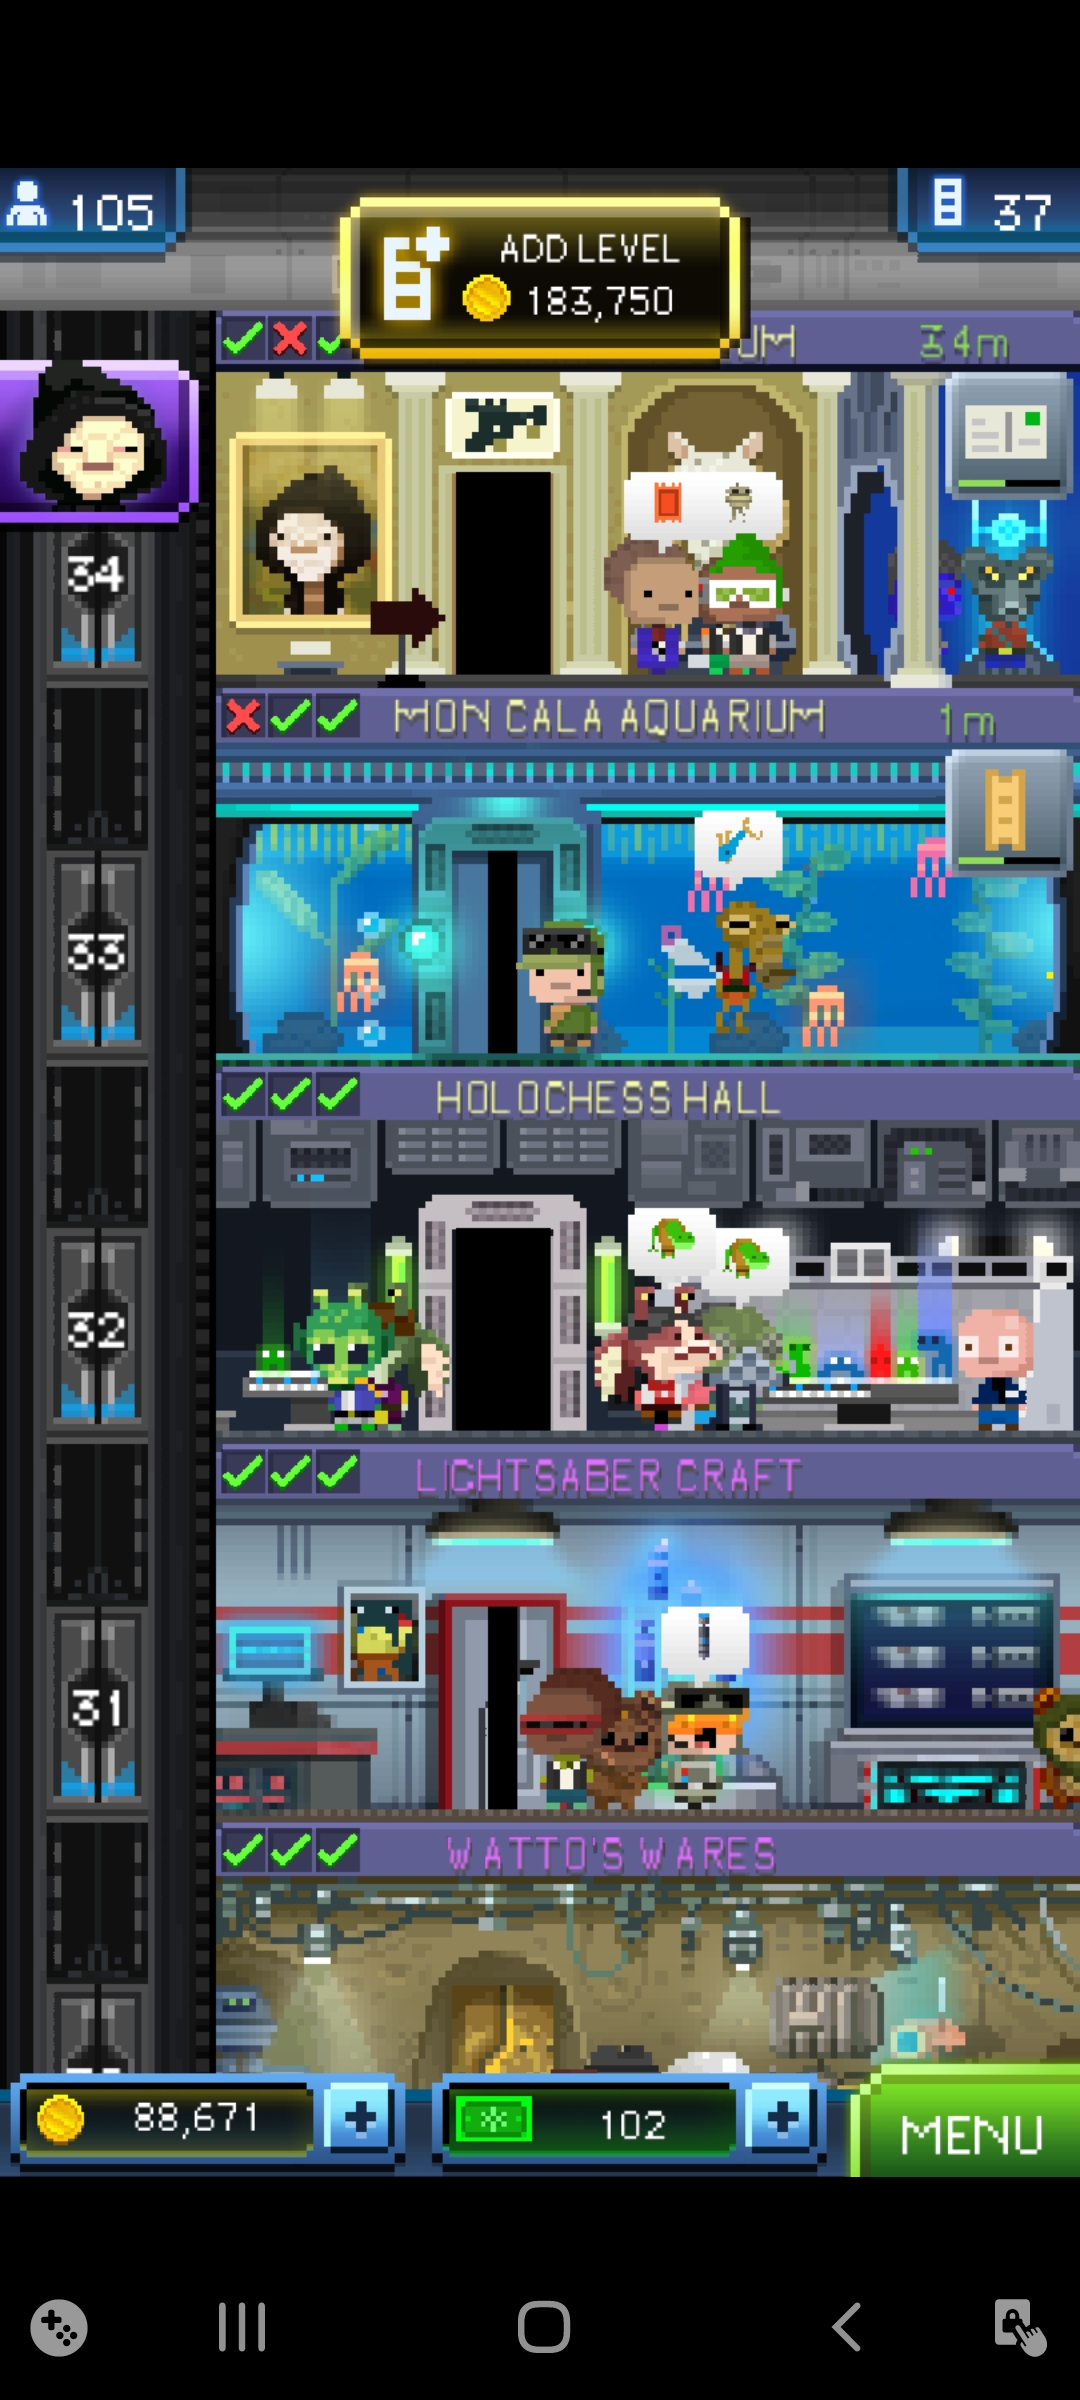 105
ADD LEVEL
183,750
37
UM 34m
34
MON CALA AQUARIUM 1m
33
HOLOCHESS HALL
32
LIGHTSABER CRAFT
31
WATTO'S WARES
88,671
102
MENU